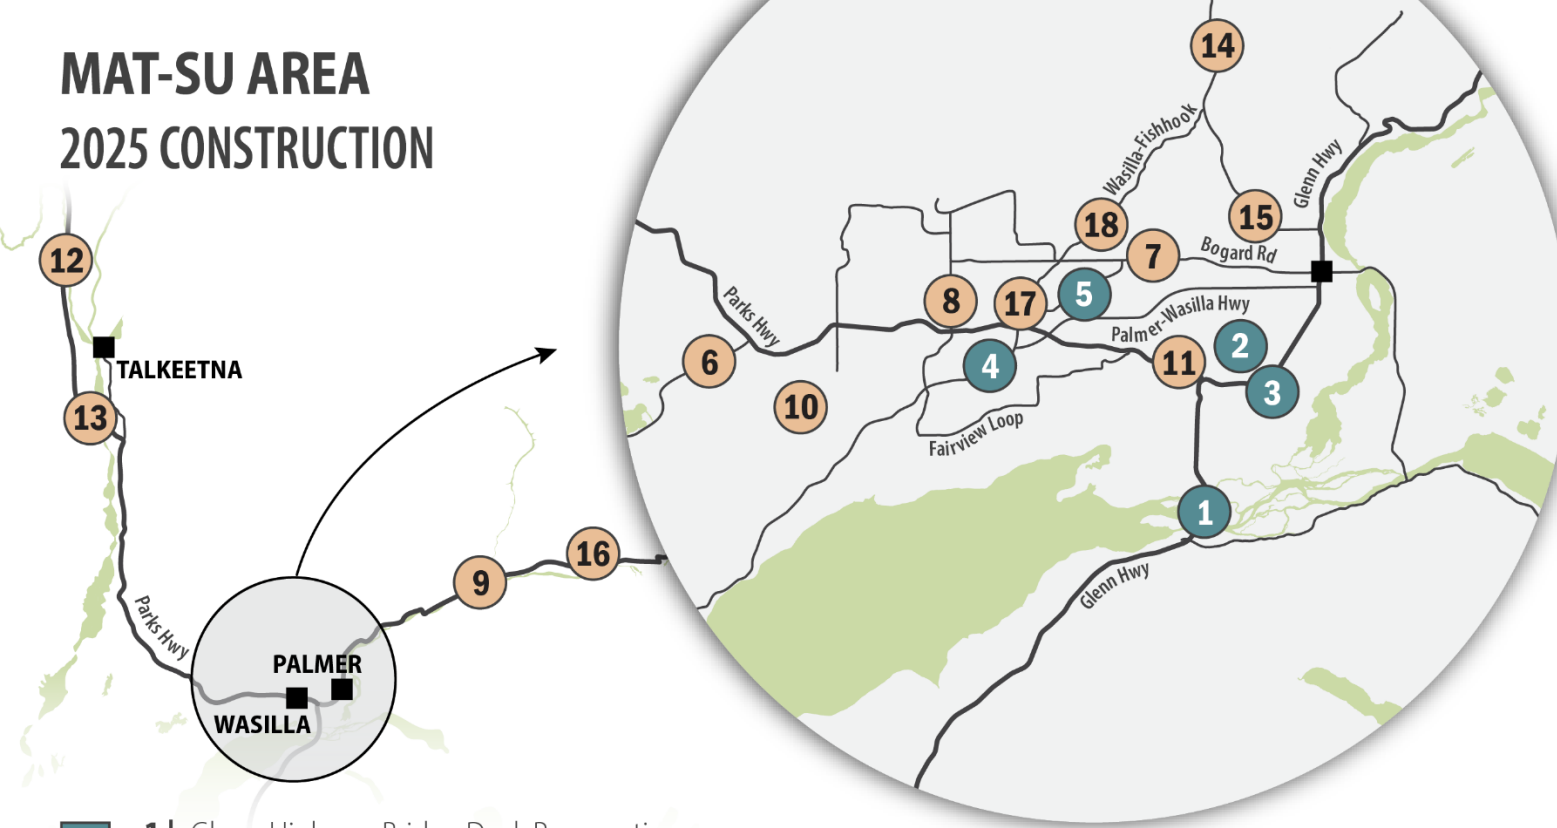 MAT-SU AREA
2025 CONSTRUCTION
14
Wasilla-Fishhook
Glenn Hwy
15
18
7
Bogard Rd
12
8
17
5
Parks Hwy
Palmer-Wasilla Hwy
2
TALKEETNA
6
4
11
3
13
10
Fairview Loop
1
16
9
Glenn Hwy
Parks Hwy
PALMER
WASILLA